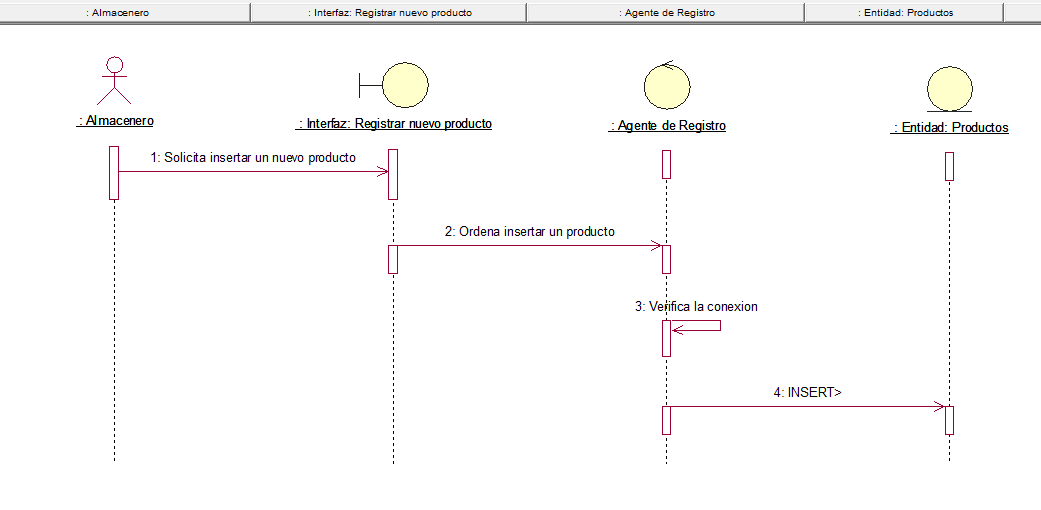 : Almacenero
: Interfaz: Registrar nuevo producto
: Agente de Registro
: Entidad: Productos
: Almacenero
: Interfaz: Registrar nuevo producto
: Agente de Registro
: Entidad: Productos
1: Solicita insertar un nuevo producto
2: Ordena insertar un producto
3: Verifica la conexion
4: INSERT>